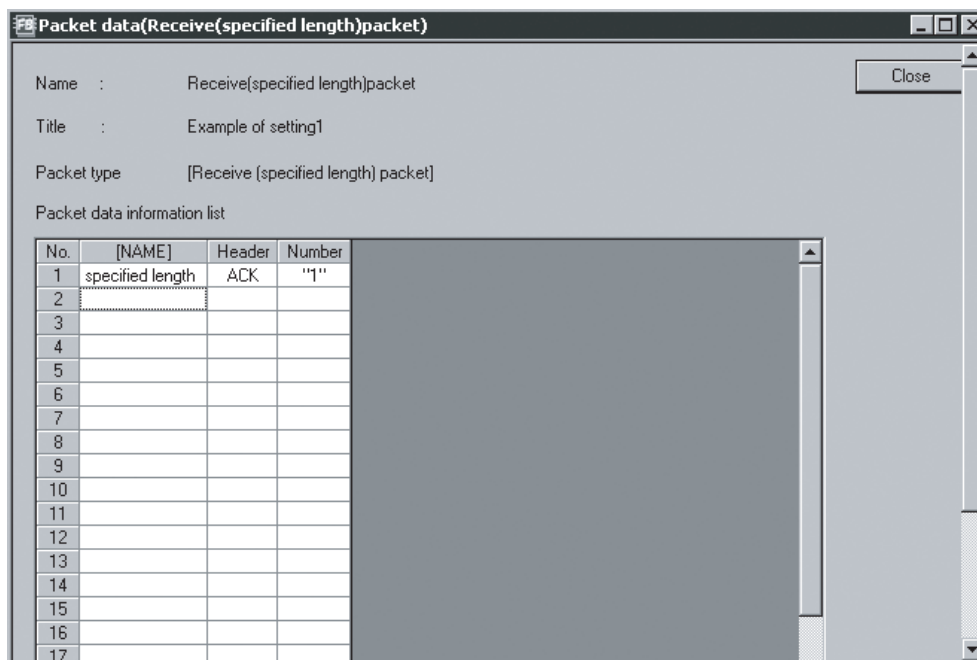 FB Packet data(Receive(specified length)packet)
Close
Name : Receive(specified length)packet
Title : Example of setting1
Packet type [Receive (specified length) packet]
Packet data information list
No. [NAME] Header Number
1 specified length ACK "1"
2
3
4
5
6
7
8
9
10
11
12
13
14
15
16
17